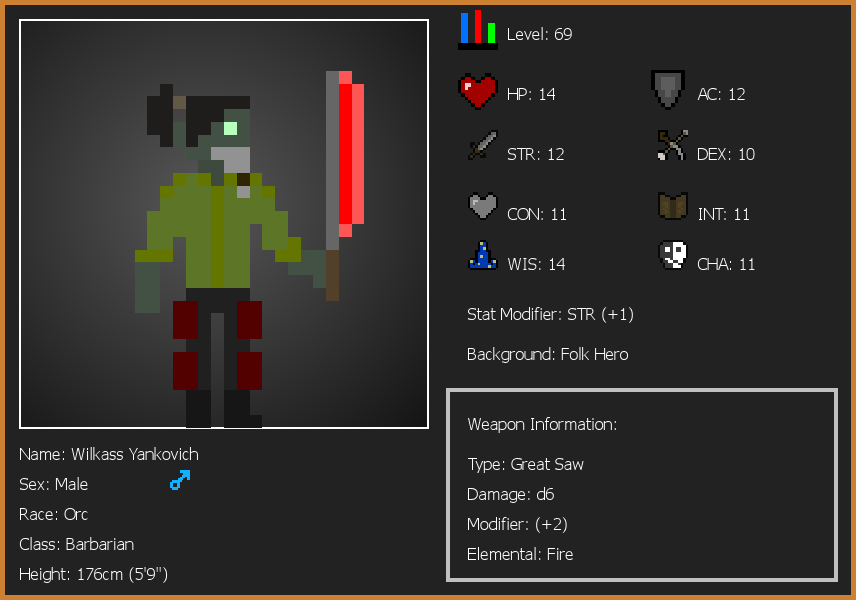 Level: 69
HP: 14
AC: 12
STR: 12
DEX: 10
CON: 11
INT: 11
WIS: 14
CHA: 11
Stat Modifier: STR (+1)
Background: Folk Hero
Weapon Information:
Type: Great Saw
Damage: d6
Modifier: (+2)
Elemental: Fire
Name: Wilkass Yankovich
Sex: Male
Race: Orc
Class: Barbarian
Height: 176cm (5'9")